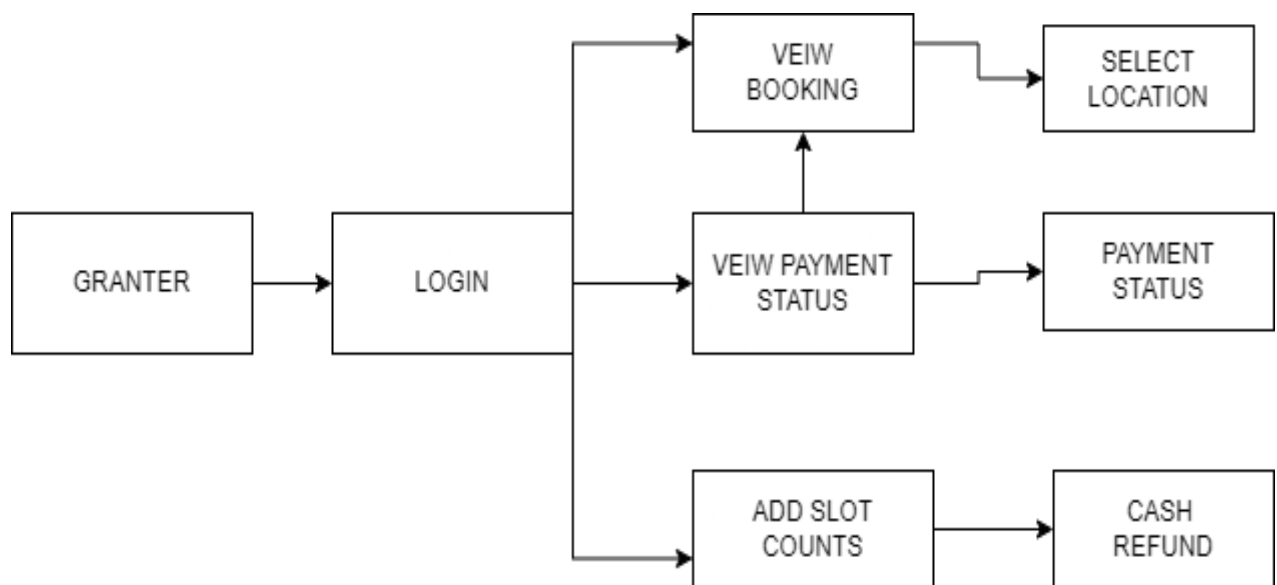 VEIW
BOOKING
SELECT
LOCATION
GRANTER
LOGIN
VEIW PAYMENT
STATUS
PAYMENT
STATUS
ADD SLOT
COUNTS
CASH
REFUND